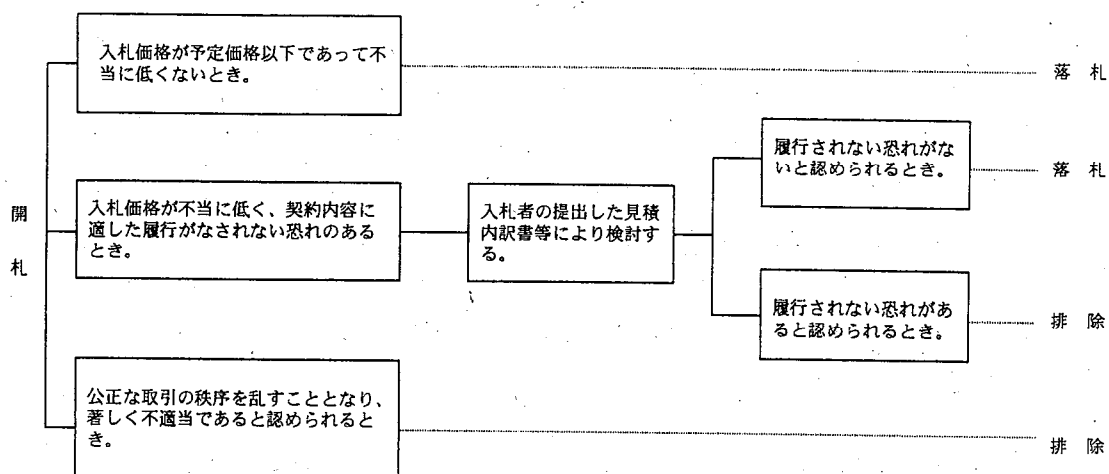 開札
入札価格が予定価格以下であって不
当に低くないとき。
落札
入札価格が不当に低く、契約内容に
適した履行がなされない恐れのある
とき。
入札者の提出した見積
内訳書等により検討す
る。
履行されない恐れがな
いと認められるとき。
落札
履行されない恐れがあ
ると認められるとき。
排除
公正な取引の秩序を乱すこととなり、
著しく不適当であると認められると
き。
排除